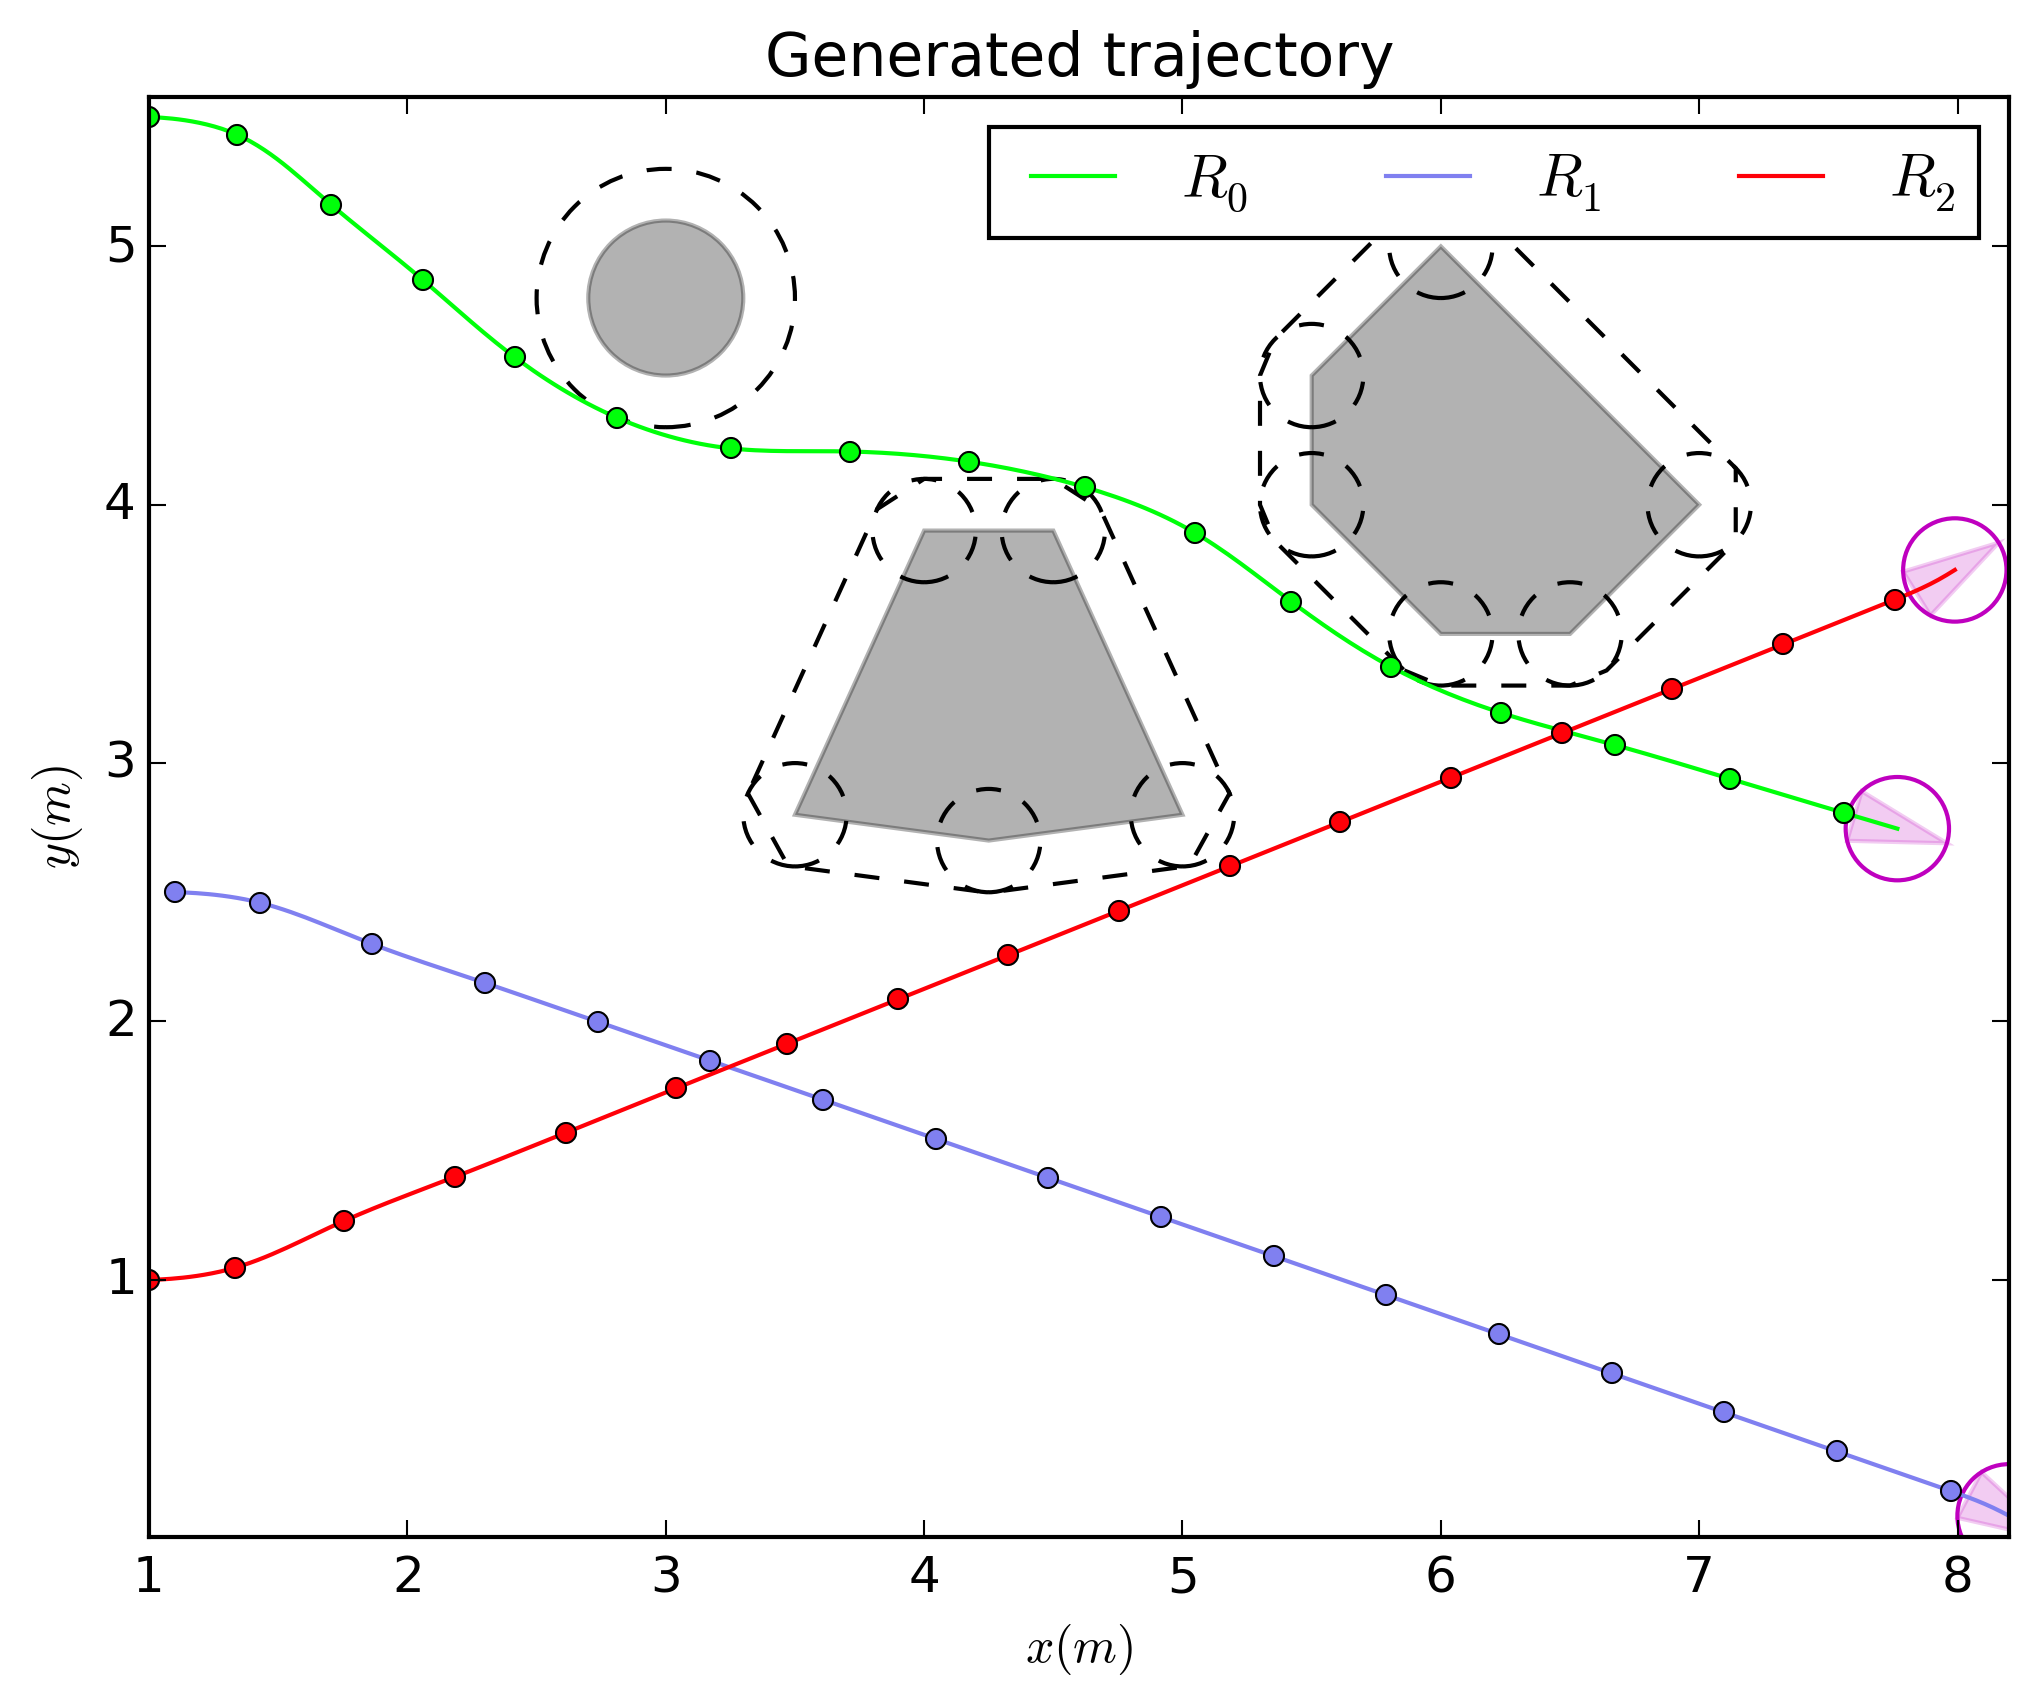 Generated trajectory
R₀ R₁ R₂
5
4
3
2
1
y(m)
1 2 3 4 5 6 7 8
x(m)